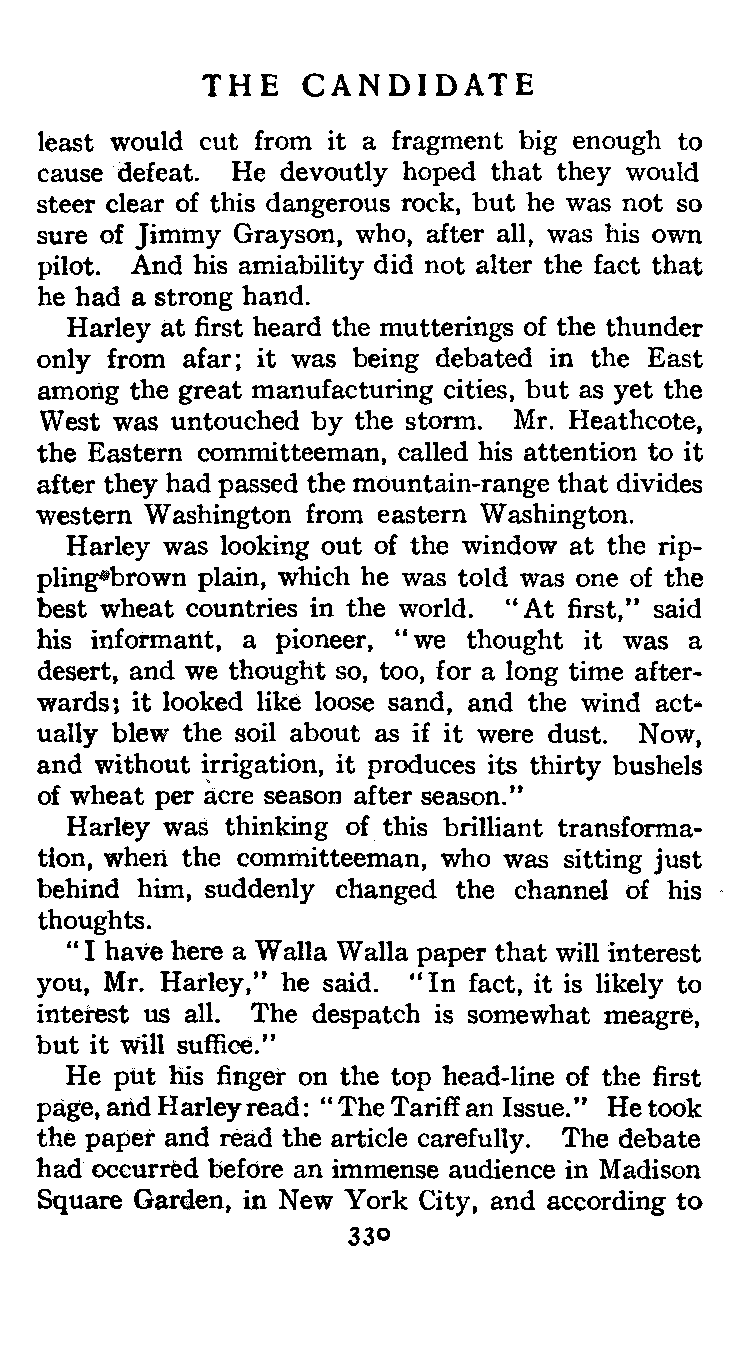 THE CANDIDATE
least would cut from it a fragment big enough to
cause defeat. He devoutly hoped that they would
steer clear of this dangerous rock, but he was not so
sure of Jimmy Grayson, who, after all, was his own
pilot. And his amiability did not alter the fact that
he had a strong hand.
Harley at first heard the mutterings of the thunder
only from afar; it was being debated in the East
among the great manufacturing cities, but as yet the
West was untouched by the storm. Mr. Heathcote,
the Eastern committeeman, called his attention to it
after they had passed the mountain-range that divides
western Washington from eastern Washington.
Harley was looking out of the window at the rip-
pling brown plain, which he was told was one of the
best wheat countries in the world. "At first," said
his informant, a pioneer, "we thought it was a
desert, and we thought so, too, for a long time after-
wards; it looked like loose sand, and the wind act-
ually blew the soil about as if it were dust. Now,
and without irrigation, it produces its thirty bushels
of wheat per acre season after season."
Harley was thinking of this brilliant transforma-
tion, when the committeeman, who was sitting just
behind him, suddenly changed the channel of his
thoughts.
"I have here a Walla Walla paper that will interest
you, Mr. Harley," he said. "In fact, it is likely to
interest us all. The despatch is somewhat meagre,
but it will suffice."
He put his finger on the top head-line of the first
page, and Harley read: "The Tariff an Issue." He took
the paper and read the article carefully. The debate
had occurred before an immense audience in Madison
Square Garden, in New York City, and according to
330